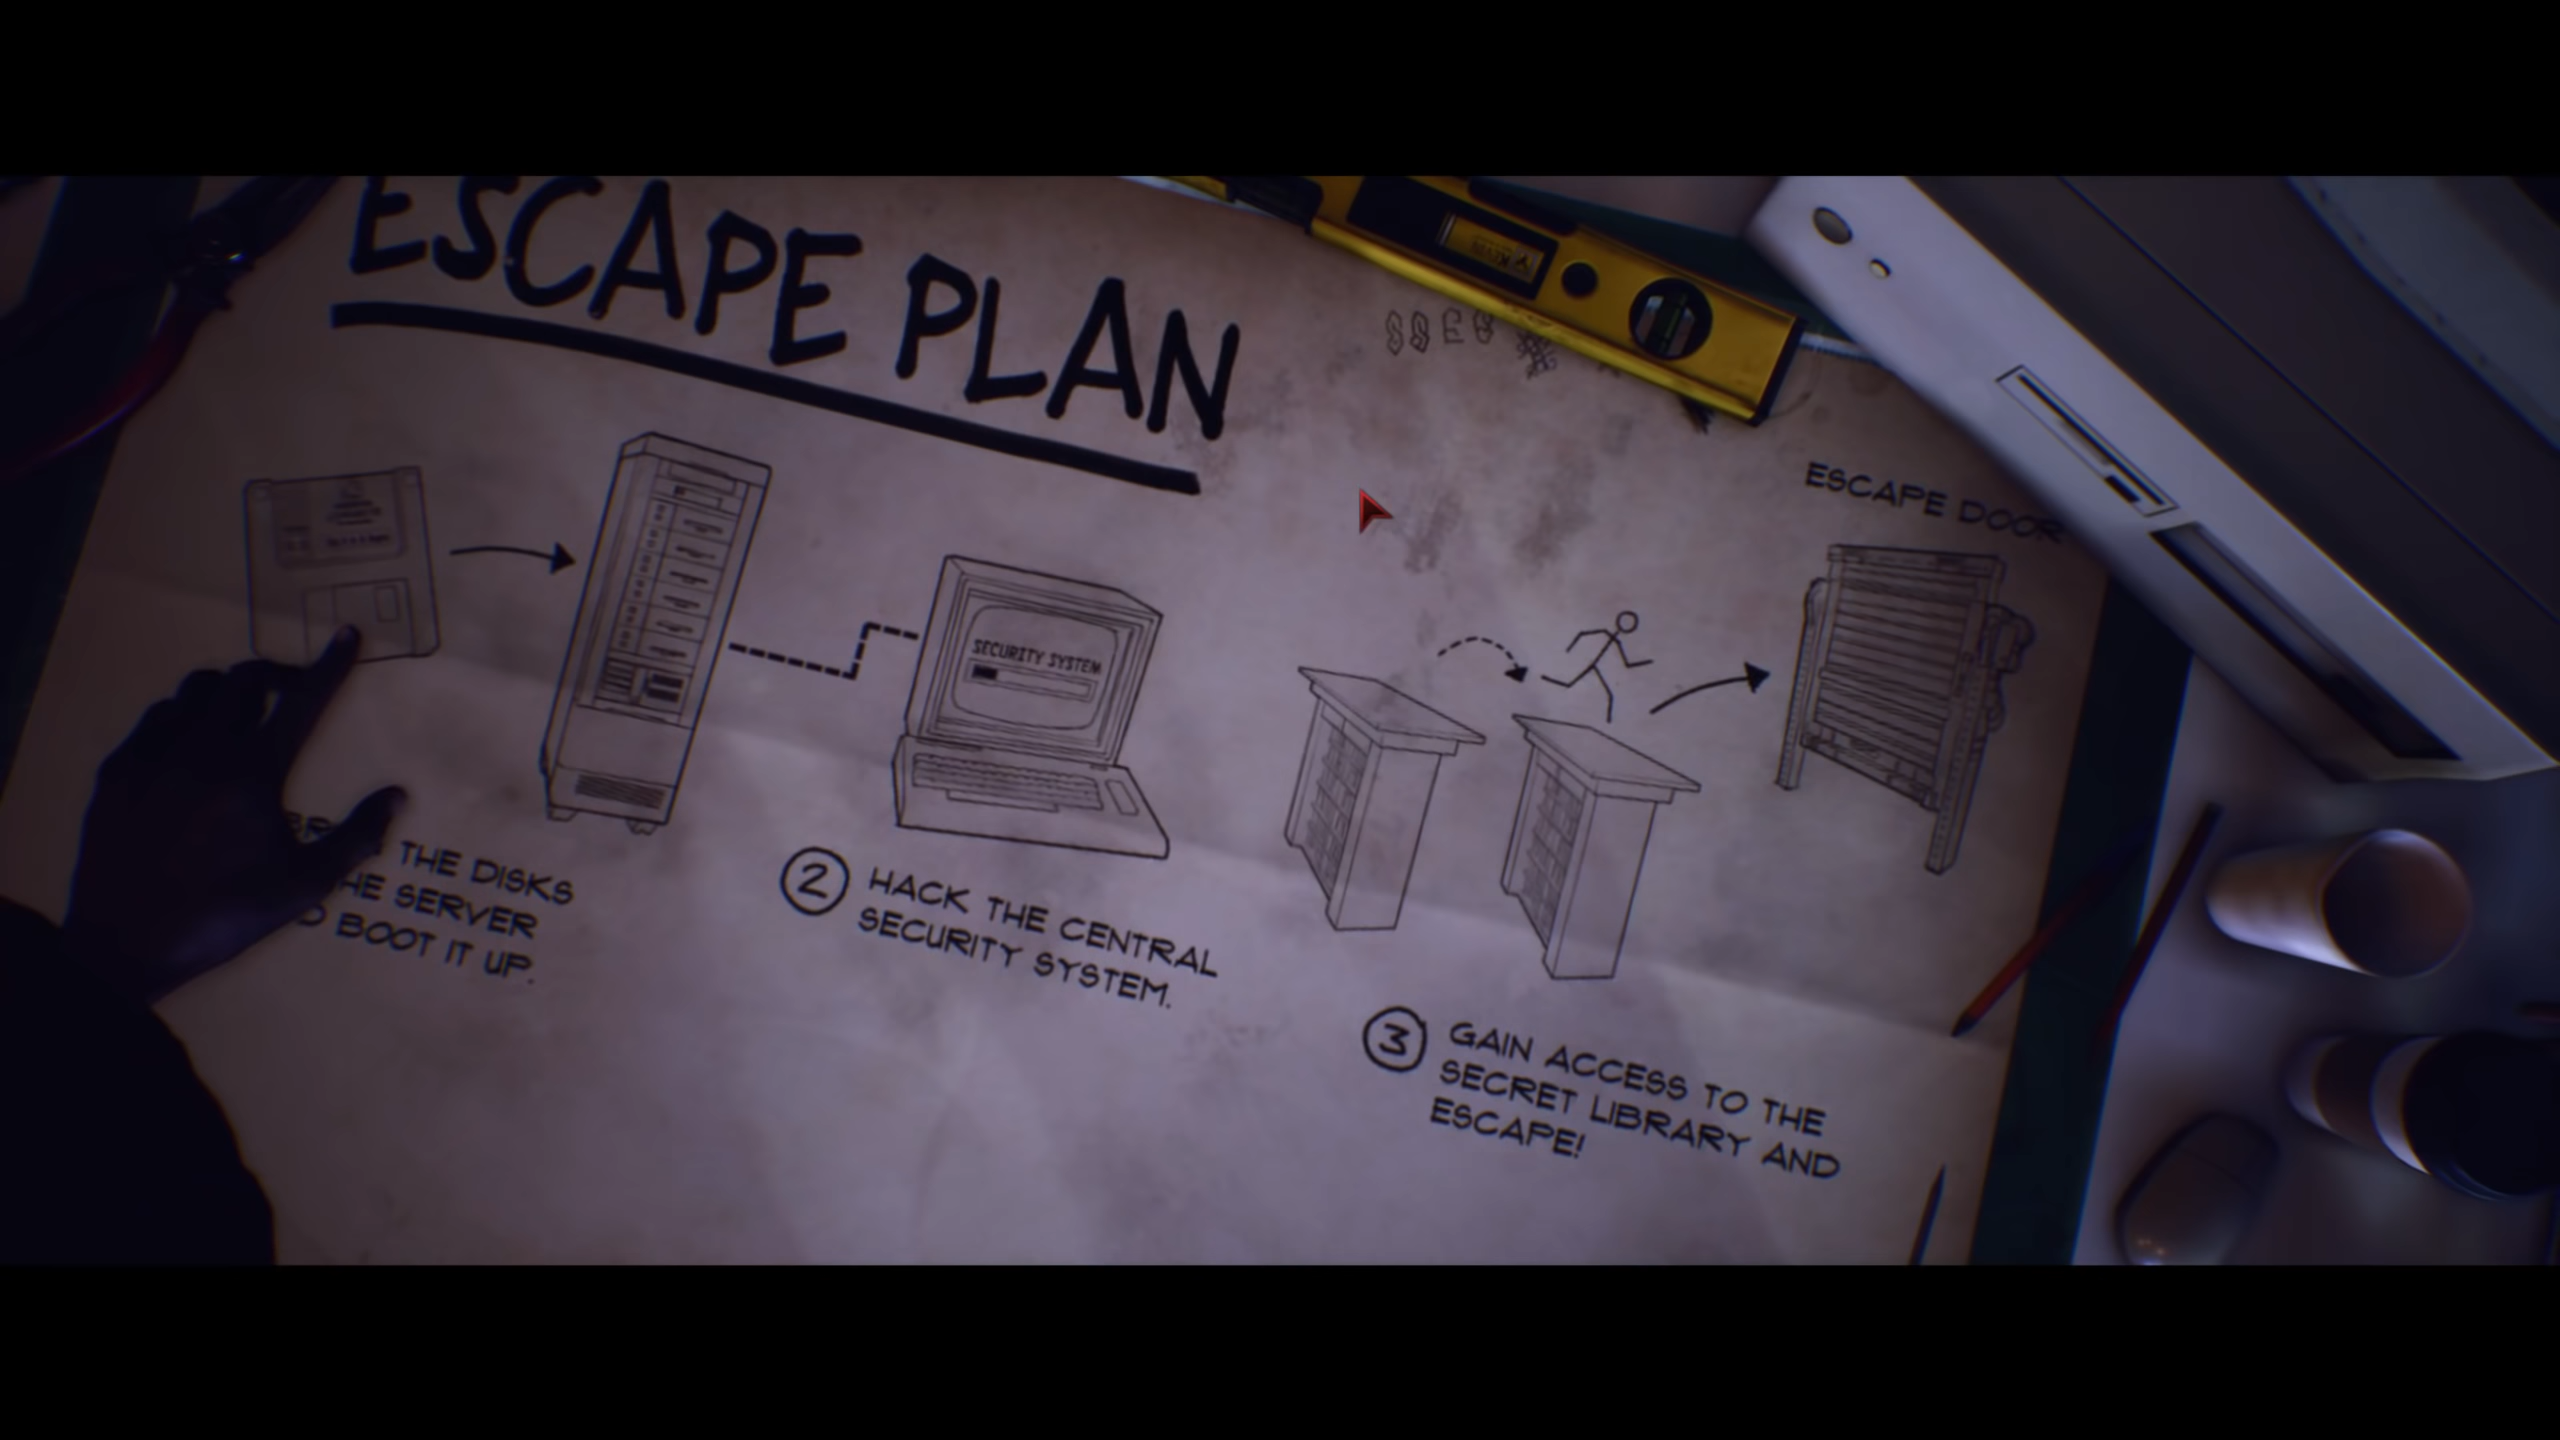 ESCAPE PLAN
ESCAPE DOOR
SECURITY SYSTEM
THE DISKS
HE SERVER
BOOT IT UP.
2 HACK THE CENTRAL
SECURITY SYSTEM.
3 GAIN ACCESS TO THE
SECRET LIBRARY AND
ESCAPE!